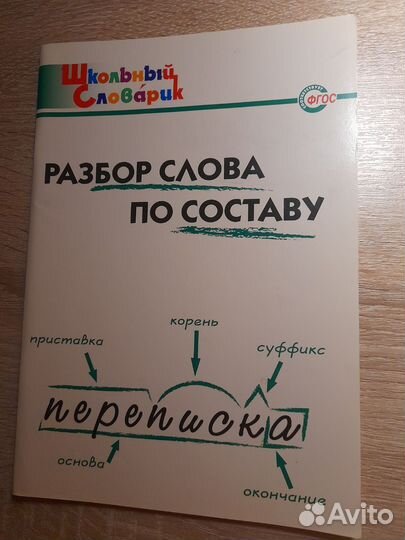 Школьный
Словарик
ФГОС
РАЗБОР СЛОВА
ПО СОСТАВУ
корень
приставка
суффикс
переписка
основа
окончание
Avito